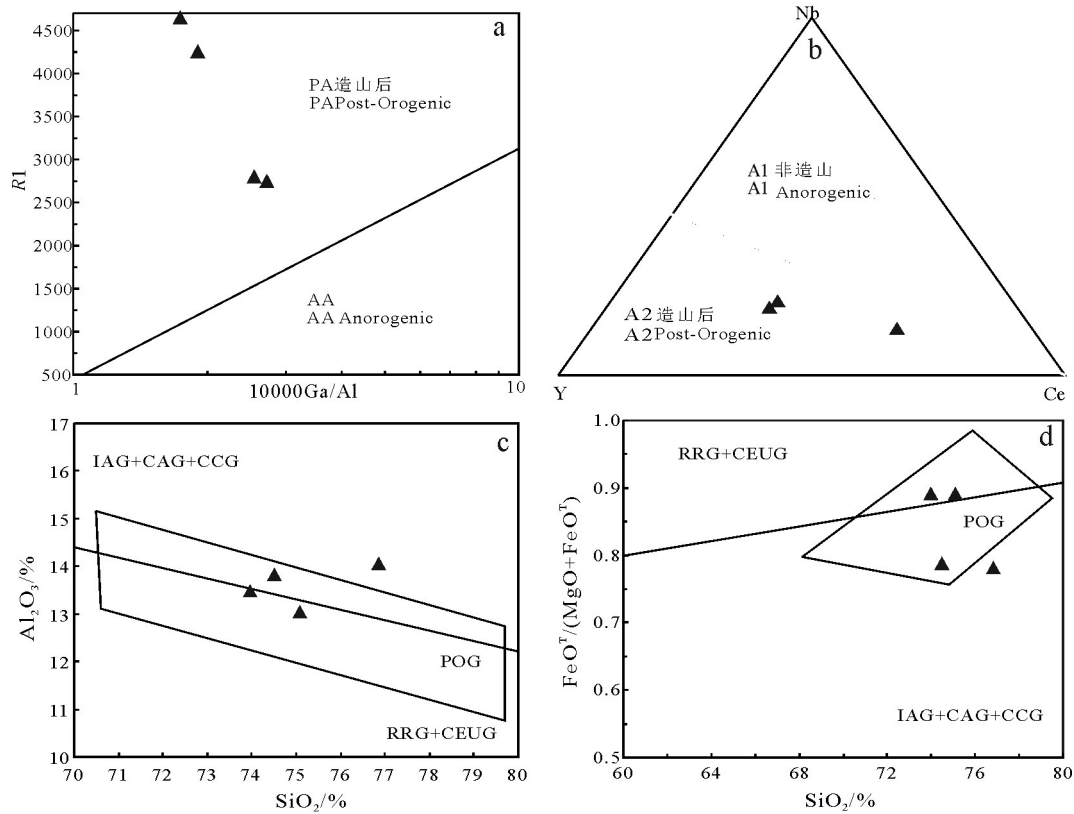 a
4500
4000
3500
3000
2500
2000
1500
1000
500
R1
PA造山后
PAPost-Orogenic
AA
AA Anorogenic
1
10000Ga/Al
10
Nb
b
A1 非造山
A1 Anorogenic
A2 造山后
A2Post-Orogenic
Y
Ce
c
17
16
15
14
13
12
11
10
Al₂O₃/%
IAG+CAG+CCG
POG
RRG+CEUG
70 71 72 73 74 75 76 77 78 79 80
SiO₂/%
d
1.0
0.9
0.8
0.7
0.6
0.5
FeOᵀ/(MgO+FeOᵀ)
RRG+CEUG
POG
IAG+CAG+CCG
60 64 68 72 76 80
SiO₂/%